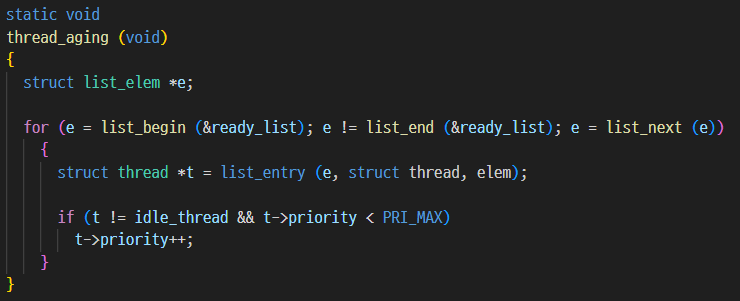 static void
thread_aging (void)
{
  struct list_elem *e;

  for (e = list_begin (&ready_list); e != list_end (&ready_list); e = list_next (e))
    {
      struct thread *t = list_entry (e, struct thread, elem);

      if (t != idle_thread && t->priority < PRI_MAX)
        t->priority++;
    }
}